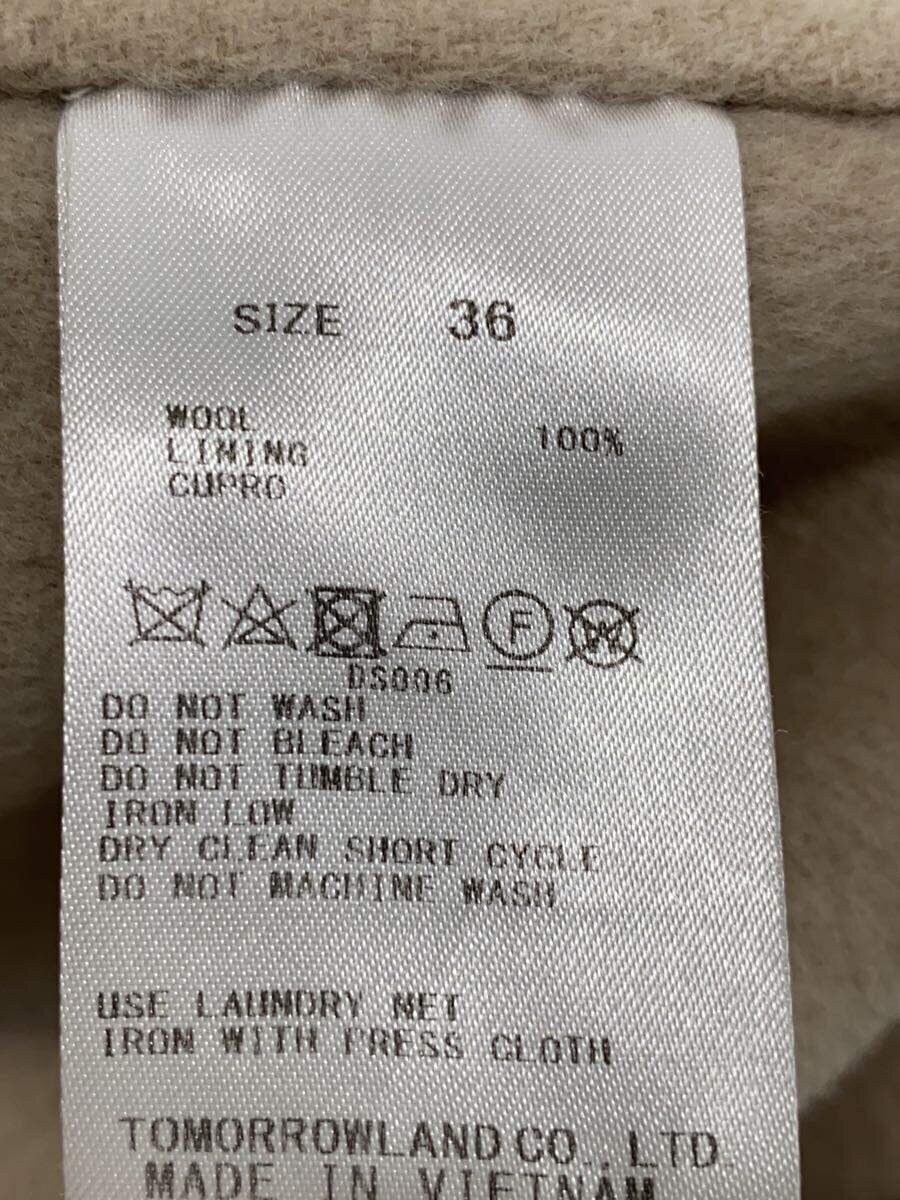 SIZE 36
WOOL 100%
LINING
CUPRO
F
W
DS006
DO NOT WASH
DO NOT BLEACH
DO NOT TUMBLE DRY
IRON LOW
DRY CLEAN SHORT CYCLE
DO NOT MACHINE WASH
USE LAUNDRY NET
IRON WITH PRESS CLOTH
TOMORROWLAND CO., LTD.
MADE IN VIETNAM